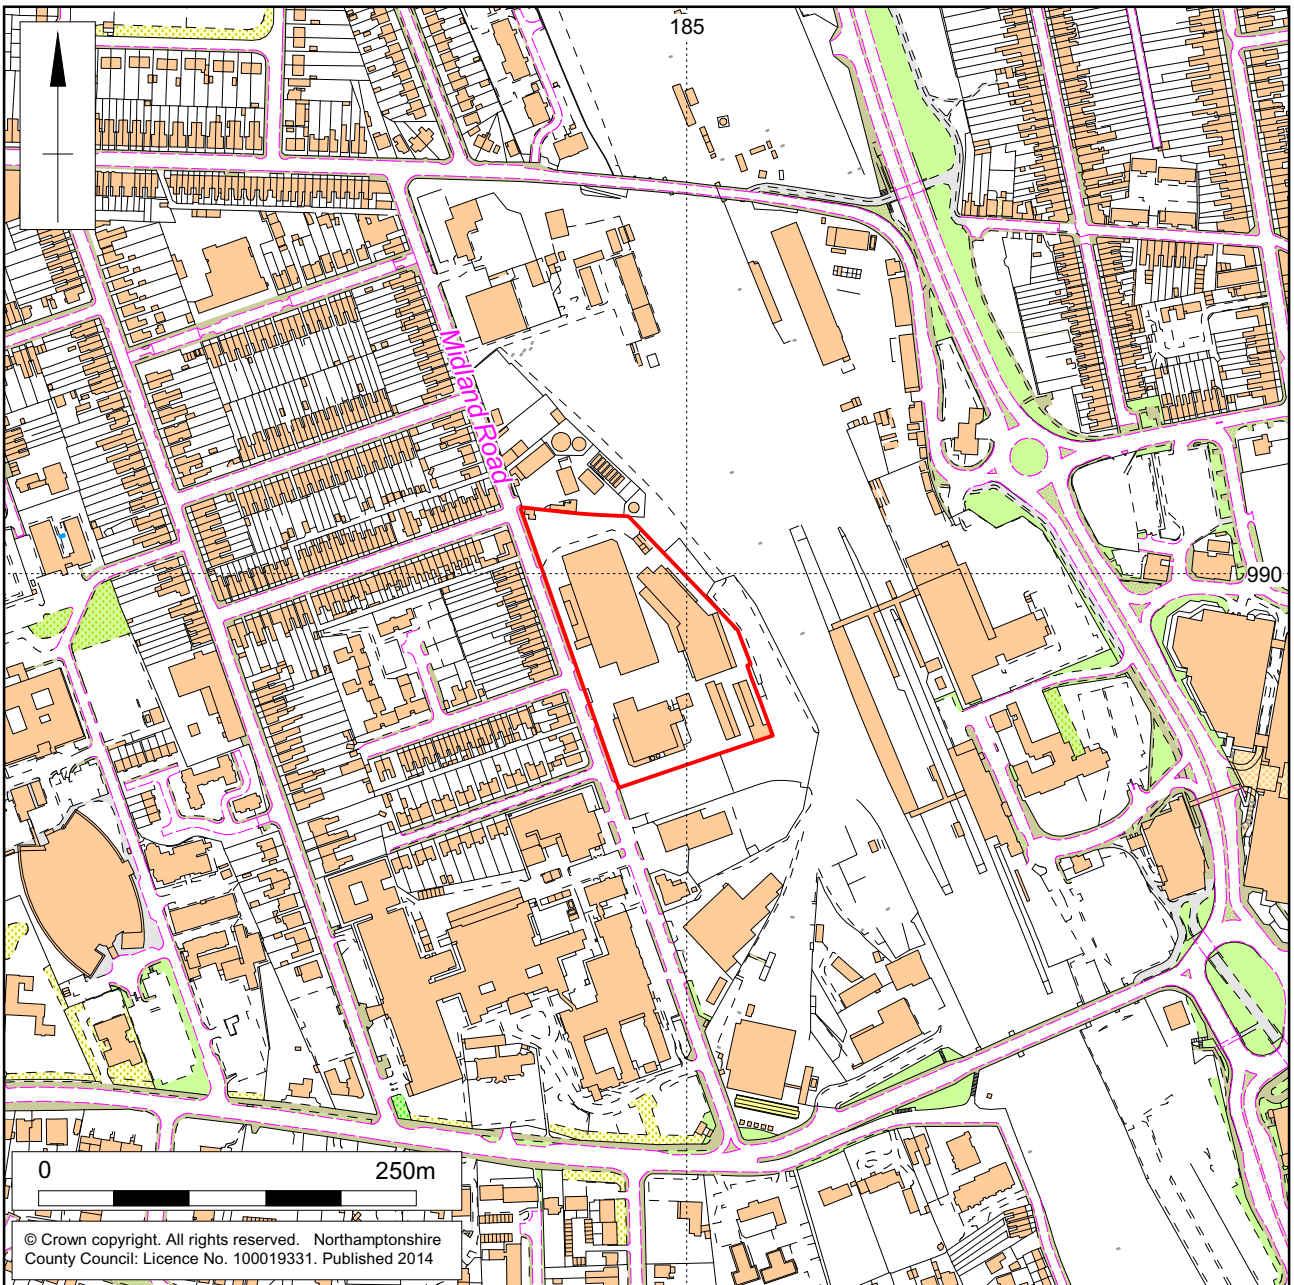 185
Midland Road
990
0 250m
© Crown copyright. All rights reserved. Northamptonshire
County Council: Licence No. 100019331. Published 2014